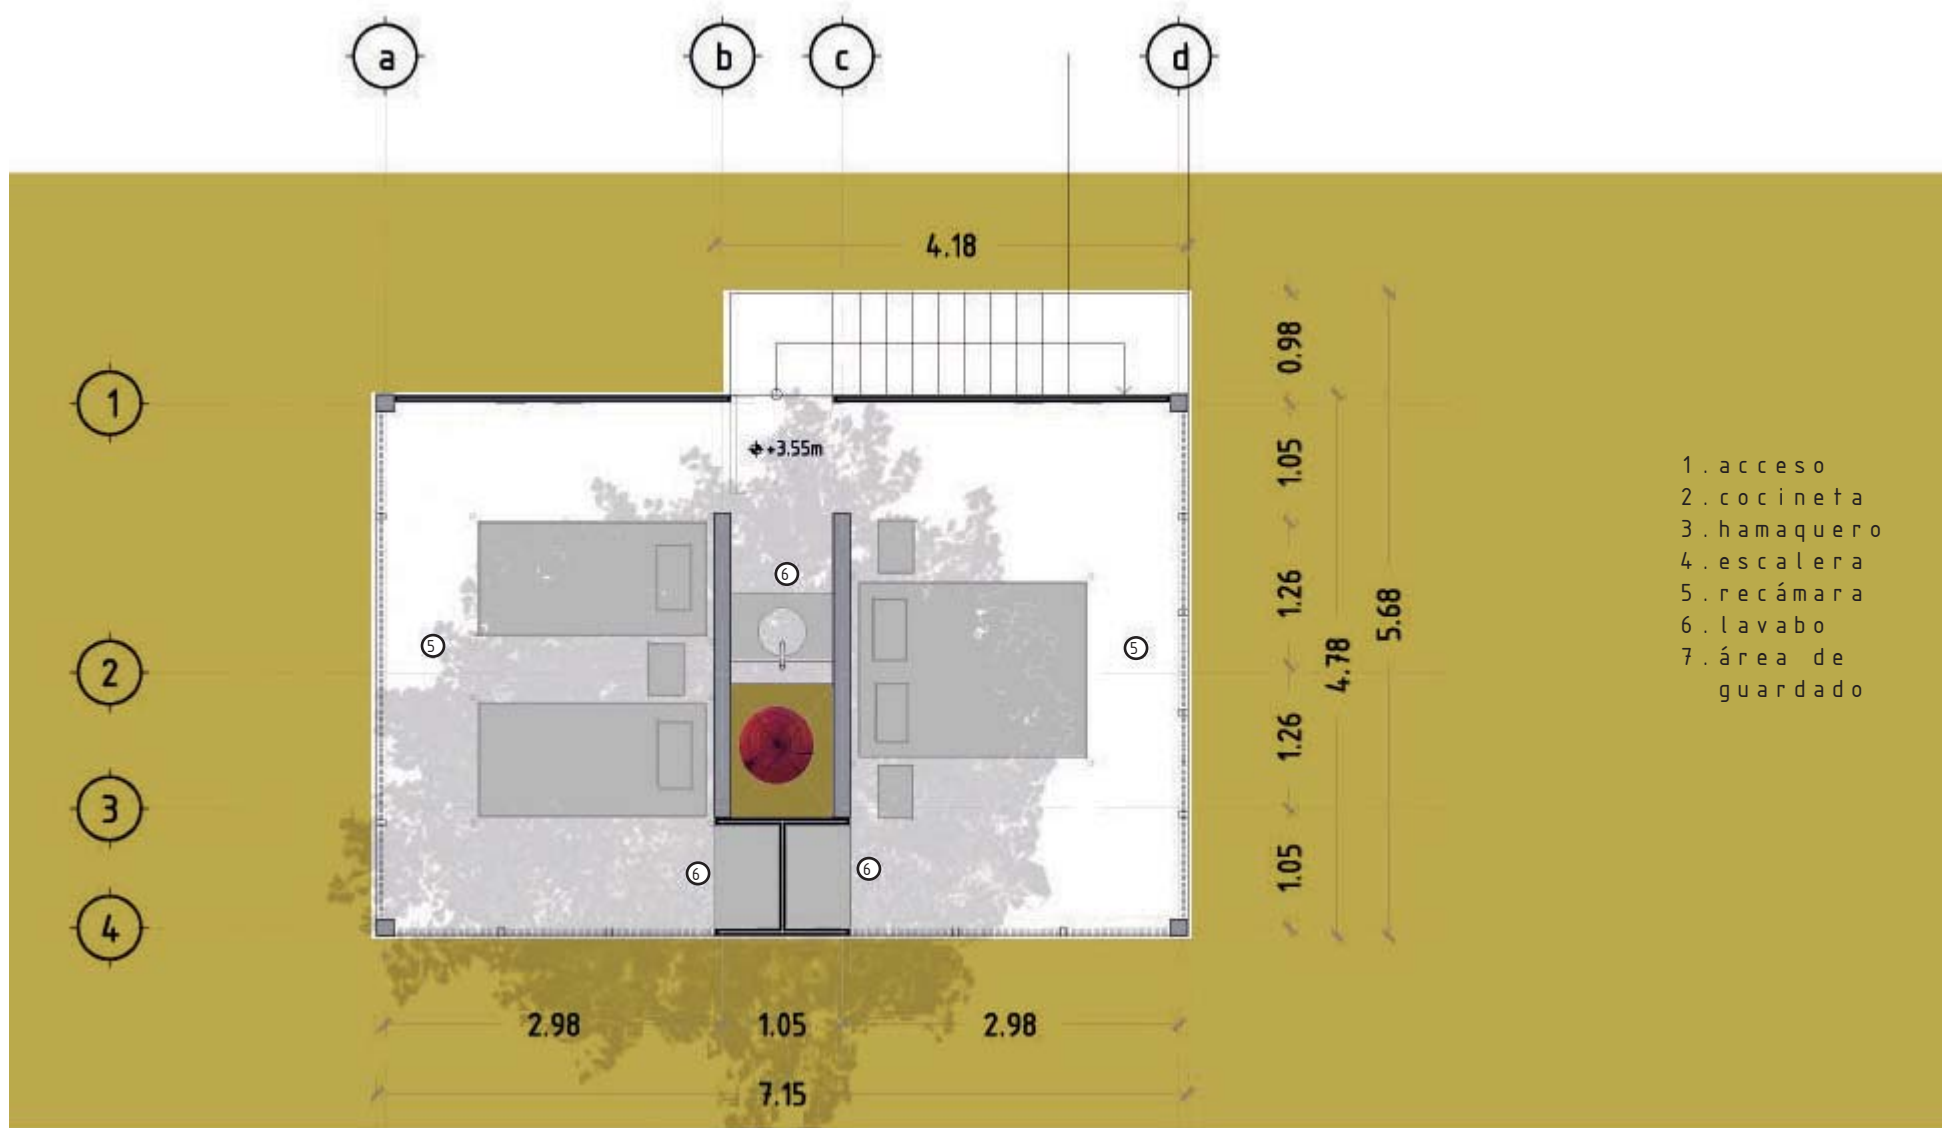 a b c d
4.18
0.98
1
+3.55m
1.05
1.acceso
2.cocineta
3.hamaquero
4.escalera
5.recámara
6.lavabo
7.área de
guardado
6
1.26
5.68
5
5
2
4.78
1.26
3
6
6
1.05
4
2.98 1.05 2.98
7.15